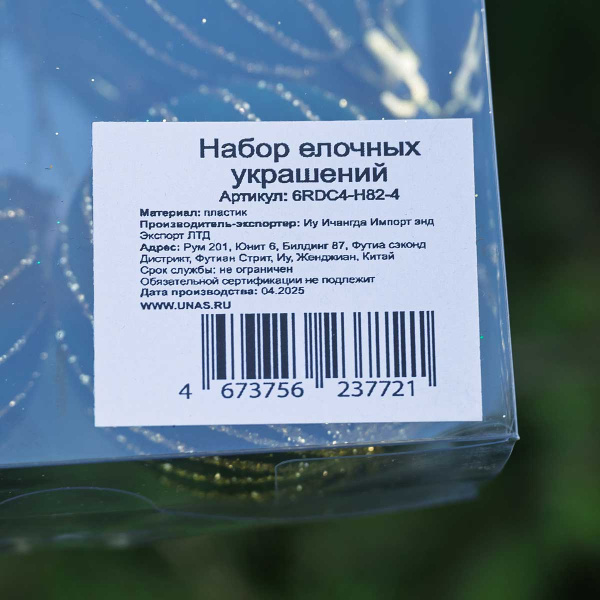 Набор елочных
украшений
Артикул: 6RDC4-H82-4
Материал: пластик
Производитель-экспортер: Иу Ичангда Импорт энд
Экспорт ЛТД
Адрес: Рум 201, Юнит 6, Билдинг 87, Футиа сэконд
Дистрикт, Футиан Стрит, Иу, Женджиан, Китай
Срок службы: не ограничен
Обязательной сертификации не подлежит
Дата производства: 04.2025
WWW.UNAS.RU
4 673756 237721